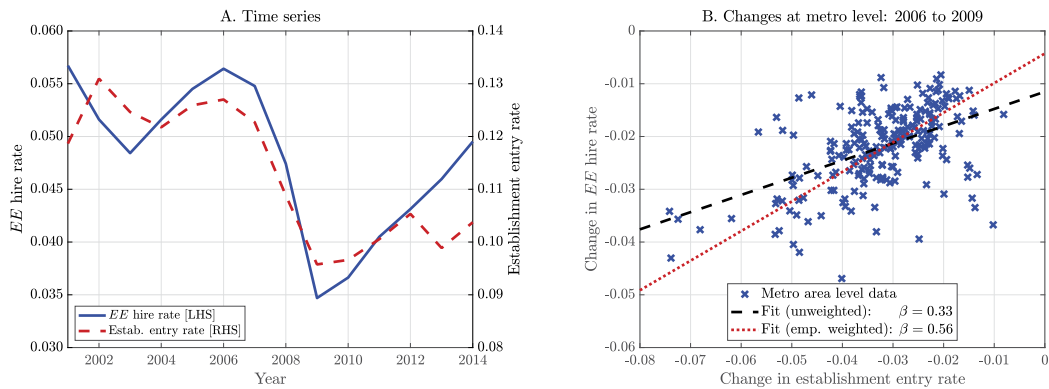 A. Time series
0.060
0.055
0.050
0.045
0.040
0.035
0.030
EE hire rate
0.14
0.13
0.12
0.11
0.10
0.09
0.08
Establishment entry rate
EE hire rate [LHS]
Estab. entry rate [RHS]
2002 2004 2006 2008 2010 2012 2014
Year
B. Changes at metro level: 2006 to 2009
0
-0.01
-0.02
-0.03
-0.04
-0.05
-0.06
Change in EE hire rate
Metro area level data
Fit (unweighted): β = 0.33
Fit (emp. weighted): β = 0.56
-0.08 -0.07 -0.06 -0.05 -0.04 -0.03 -0.02 -0.01 0
Change in establishment entry rate